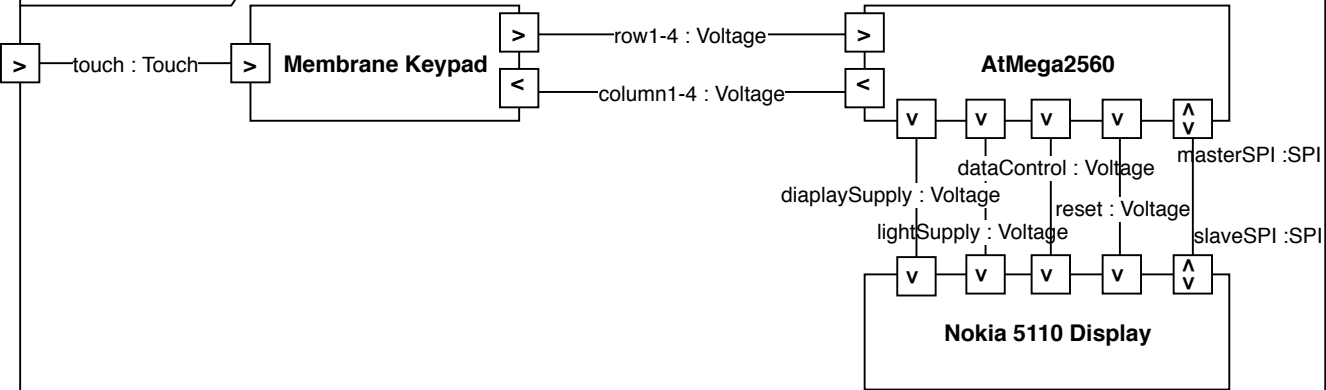 row1-4 : Voltage
touch : Touch
Membrane Keypad
AtMega2560
column1-4 : Voltage
masterSPI :SPI
dataControl : Voltage
diaplaySupply : Voltage
reset : Voltage
lightSupply : Voltage
slaveSPI :SPI
Nokia 5110 Display